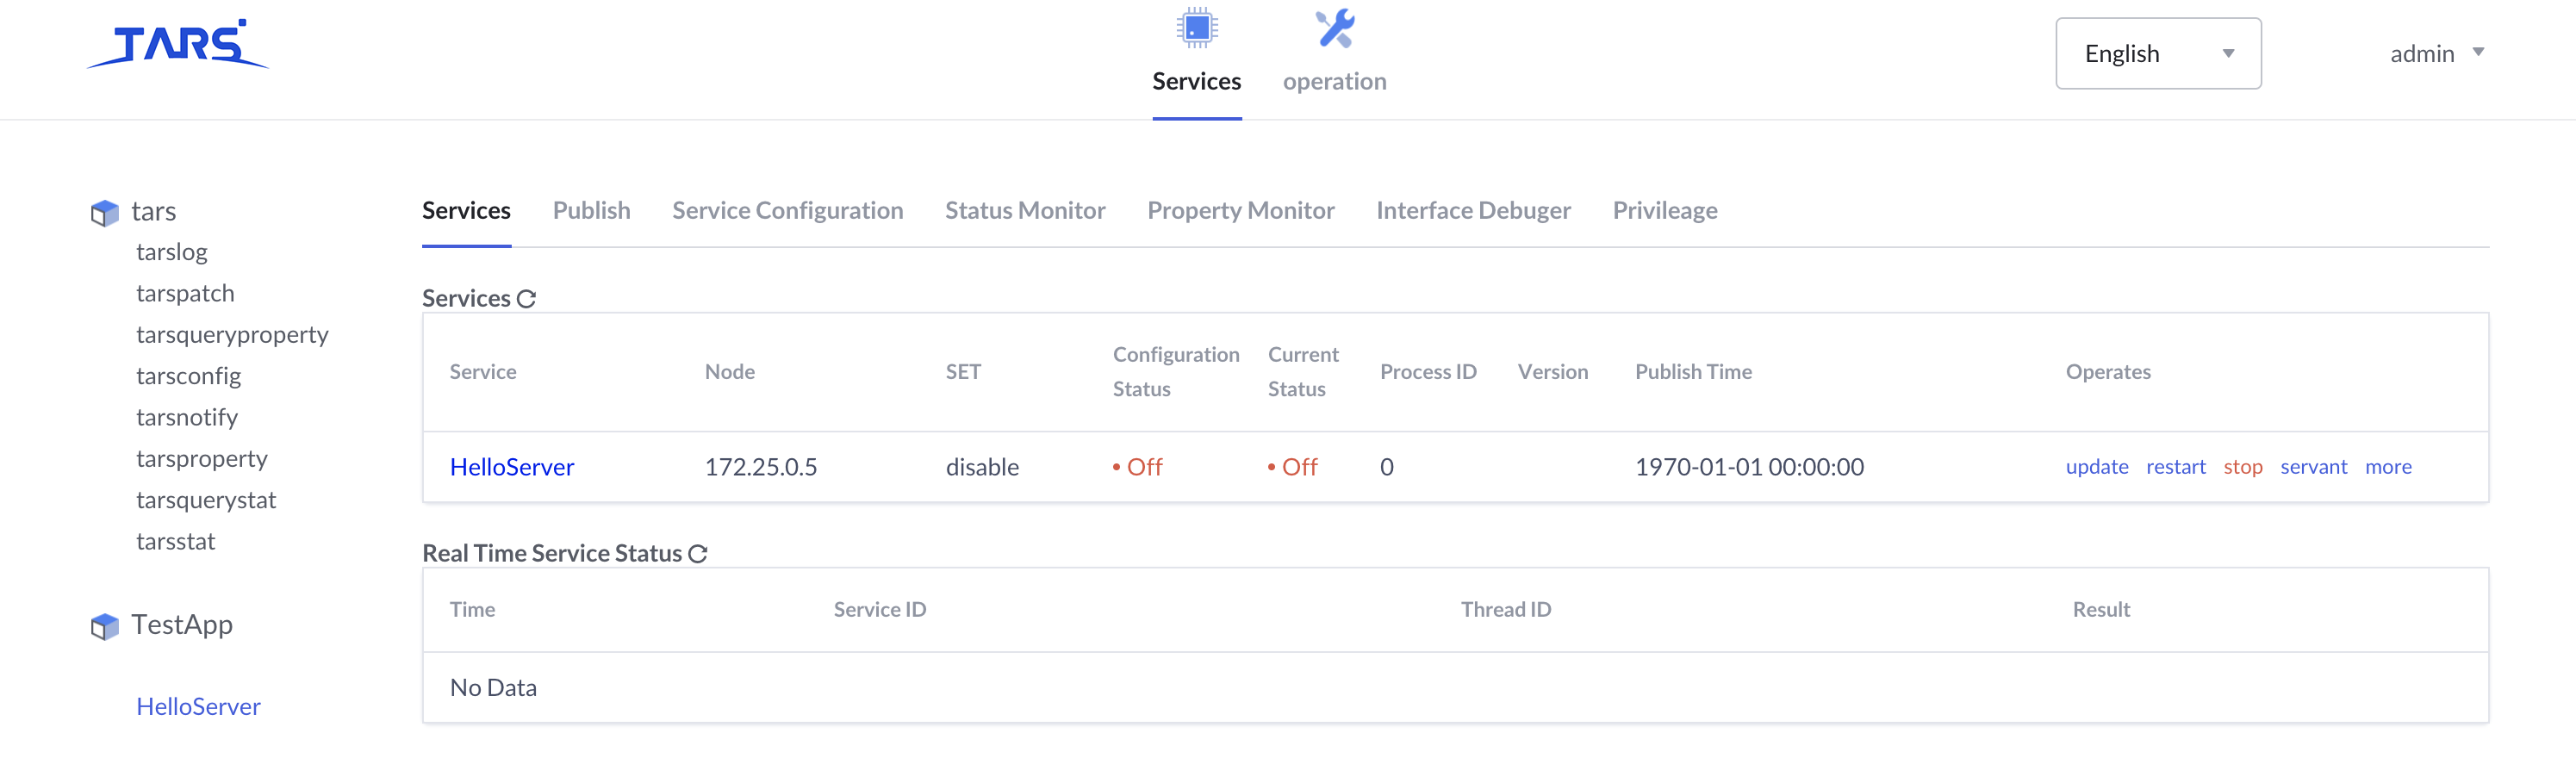 TARS
Services operation
English
admin
tars
tarslog
tarspatch
tarsqueryproperty
tarsconfig
tarsnotify
tarsproperty
tarsquerystat
tarsstat
TestApp
HelloServer
Services Publish Service Configuration Status Monitor Property Monitor Interface Debuger Privileage
Services
Service Node SET Configuration Status Current Status Process ID Version Publish Time Operates
HelloServer 172.25.0.5 disable • Off • Off 0 1970-01-01 00:00:00 update restart stop servant more
Real Time Service Status
Time Service ID Thread ID Result
No Data